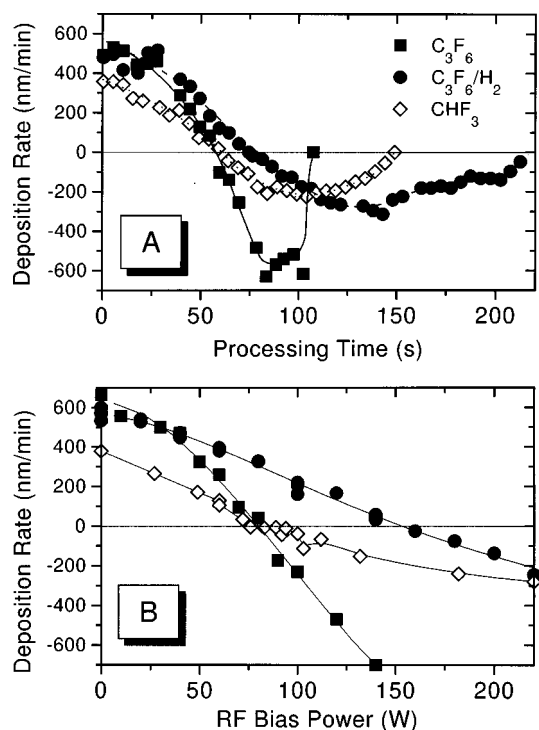 600
400
200
0
-200
-400
-600
Deposition Rate (nm/min)
A
C₃F₆
C₃F₆/H₂
CHF₃
0 50 100 150 200
Processing Time (s)
600
400
200
0
-200
-400
-600
Deposition Rate (nm/min)
B
0 50 100 150 200
RF Bias Power (W)